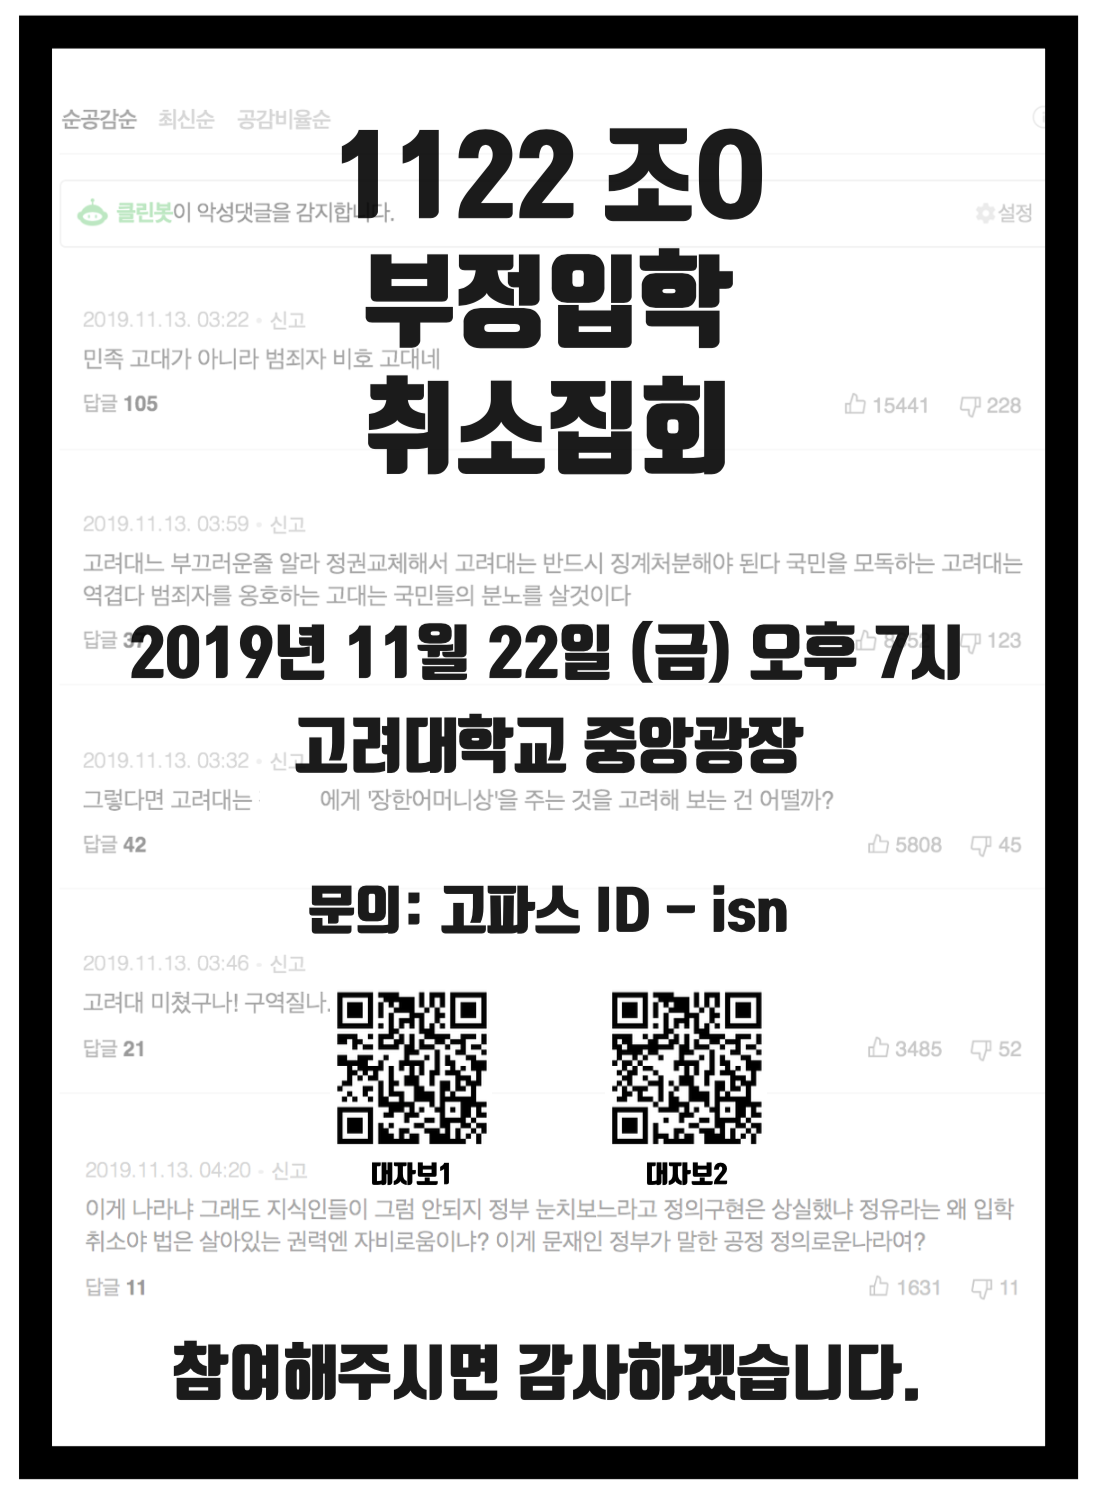 순공감순 최신순 공감비율순
1122 조O
클린봇이 악성댓글을 감지합니다.
설정
부정입학
2019.11.13. 03:22 • 신고
민족 고대가 아니라 범죄자 비호 고대네
답글 105
15441 228
취소집회
2019.11.13. 03:59 • 신고
고려대느 부끄러운줄 알라 정권교체해서 고려대는 반드시 징계처분해야 된다 국민을 모독하는 고려대는
역겹다 범죄자를 옹호하는 고대는 국민들의 분노를 살것이다
답글
123
2019년 11월 22일 (금) 오후 7시
고려대학교 중앙광장
2019.11.13. 03:32 • 신고
그렇다면 고려대는 에게 '장한어머니상'을 주는 것을 고려해 보는 건 어떨까?
답글 42
5808 45
문의: 고파스 ID - isn
2019.11.13. 03:46 • 신고
고려대 미쳤구나! 구역질나.
답글 21
3485 52
대자보1 대자보2
2019.11.13. 04:20 • 신고
이게 나라냐 그래도 지식인들이 그럼 안되지 정부 눈치보느라고 정의구현은 상실했냐 정유라는 왜 입학
취소야 법은 살아있는 권력엔 자비로움이냐? 이게 문재인 정부가 말한 공정 정의로운나라여?
답글 11
1631 11
참여해주시면 감사하겠습니다.